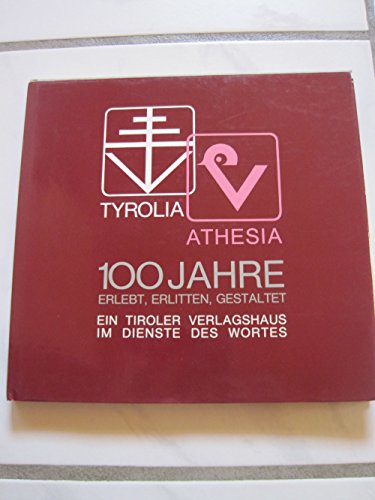 TYROLIA
ATHESIA
100 JAHRE
ERLEBT, ERLITTEN, GESTALTET
EIN TIROLER VERLAGSHAUS
IM DIENSTE DES WORTES